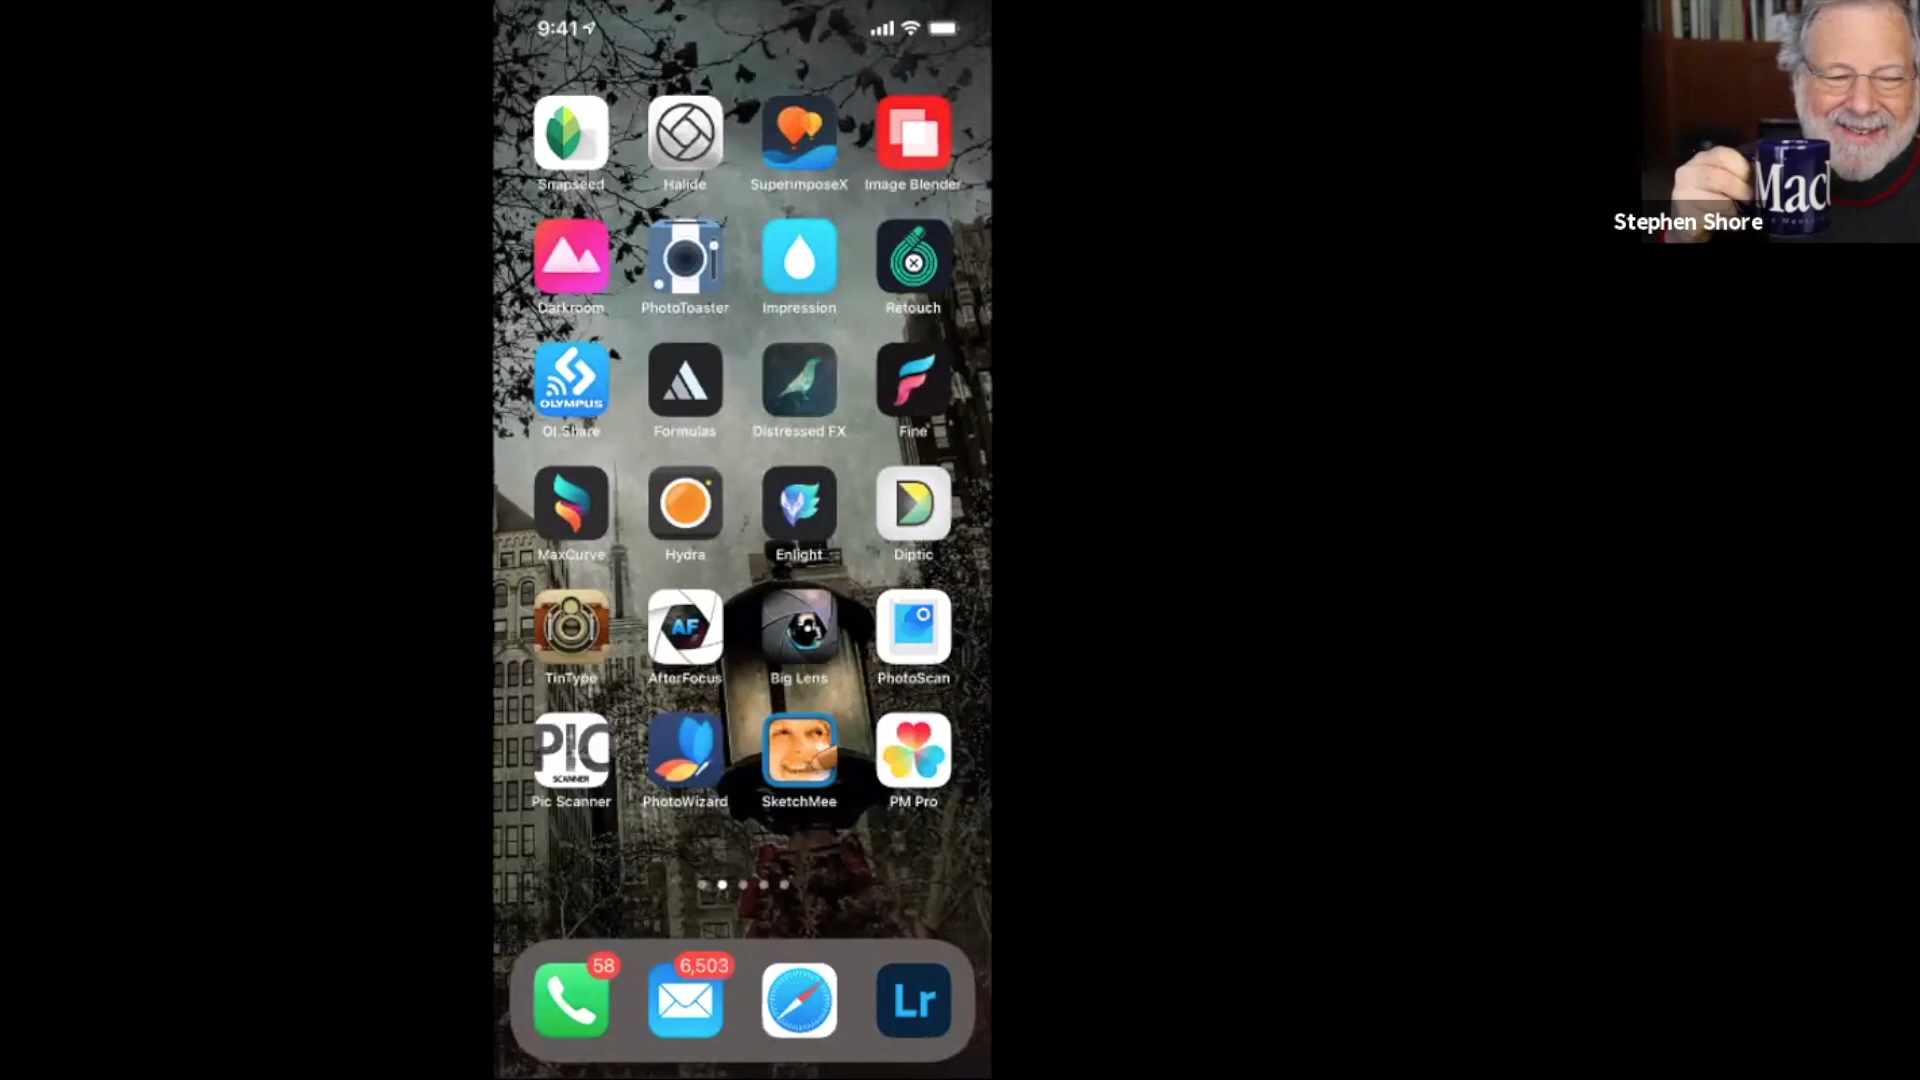 9:41
Snapseed Halide SuperimposeX Image Blender
Darkroom PhotoToaster Impression Retouch
OLYMPUS
OI.Share Formulas Distressed FX Fine
MaxCurve Hydra Enlight Diptic
AF
TinType AfterFocus Big Lens PhotoScan
PIC
SCANNER
Pic Scanner PhotoWizard SketchMee PM Pro
58 6,503
Lr
Mac
Stephen Shore